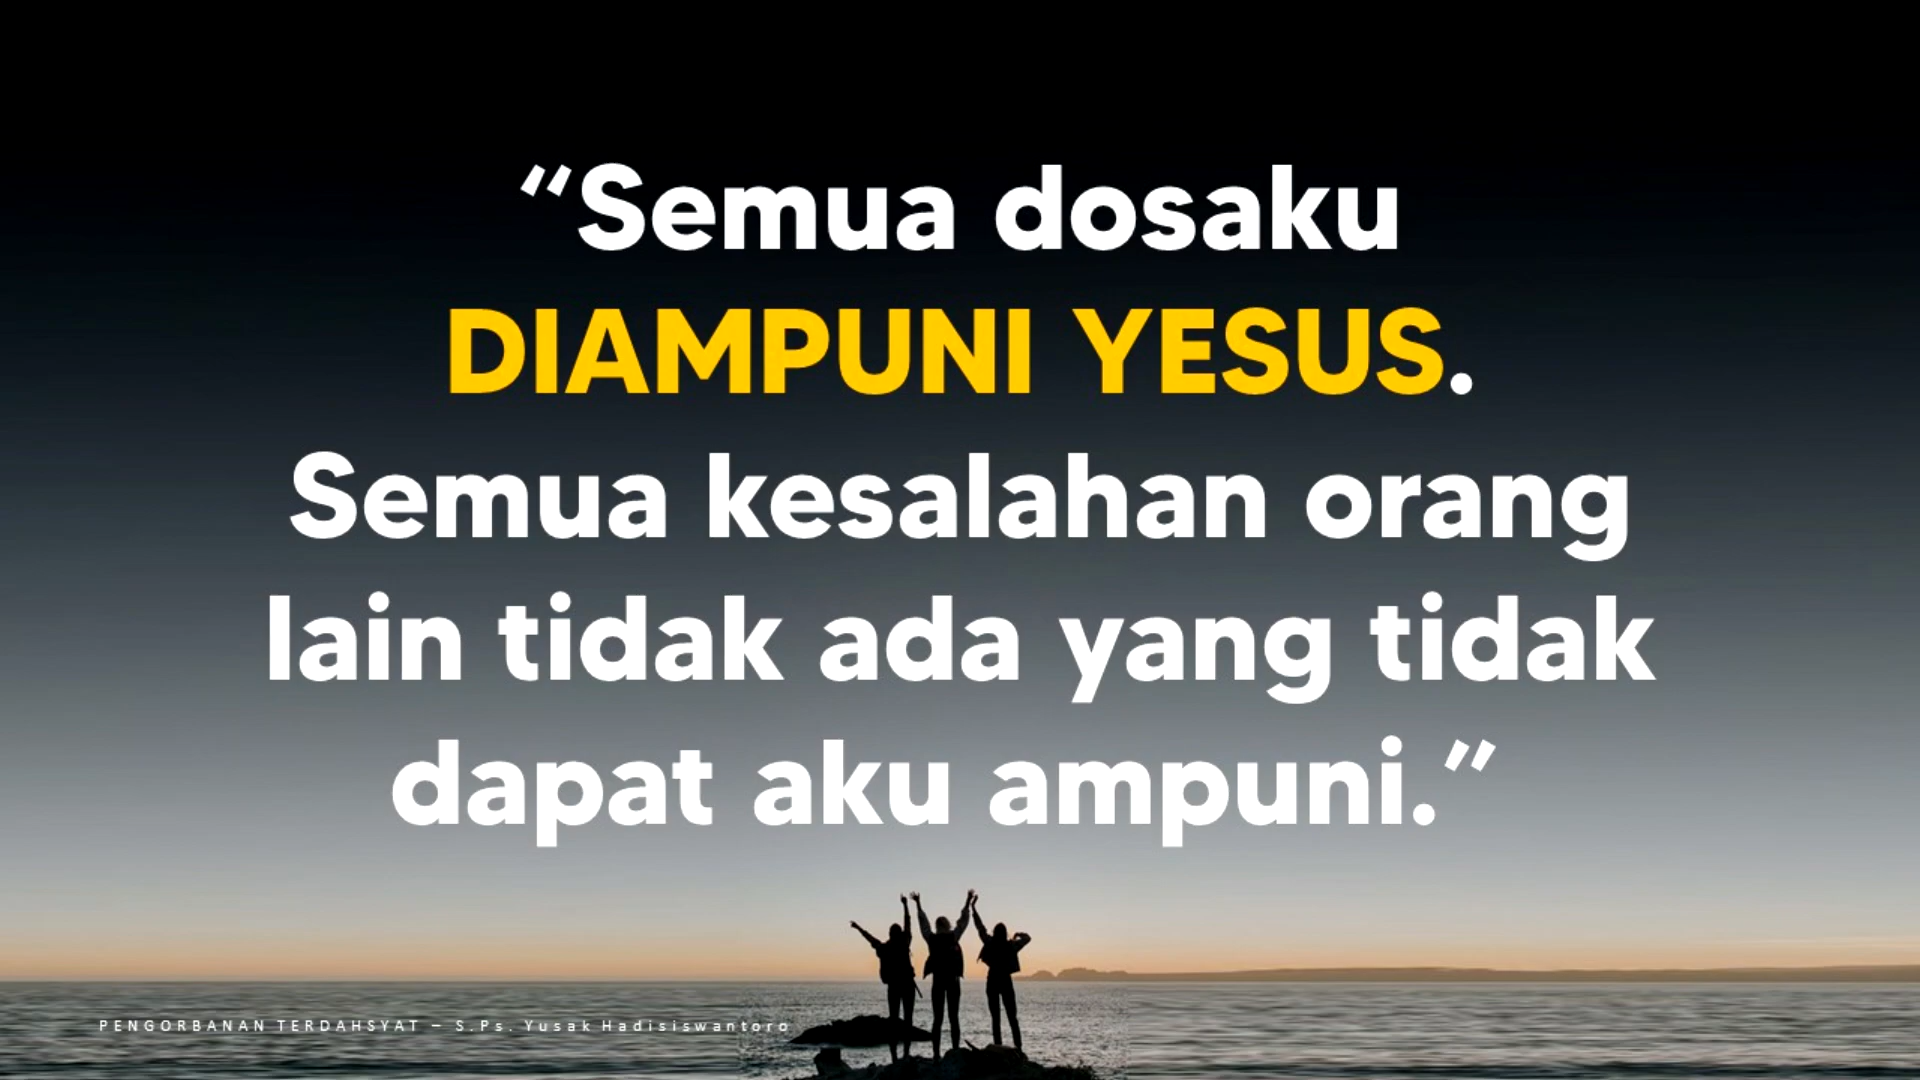 “Semua dosaku
DIAMPUNI YESUS.
Semua kesalahan orang
lain tidak ada yang tidak
dapat aku ampuni.”
PENGORBANAN TERDAHSYAT – S.Ps. Yusak Hadisiswantoro